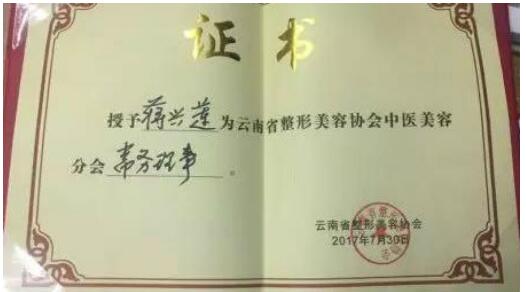 证书
授予蒋兴莲为云南省整形美容协会中医美容
分会常务理事。
云南省整形美容协会
2017年7月30日